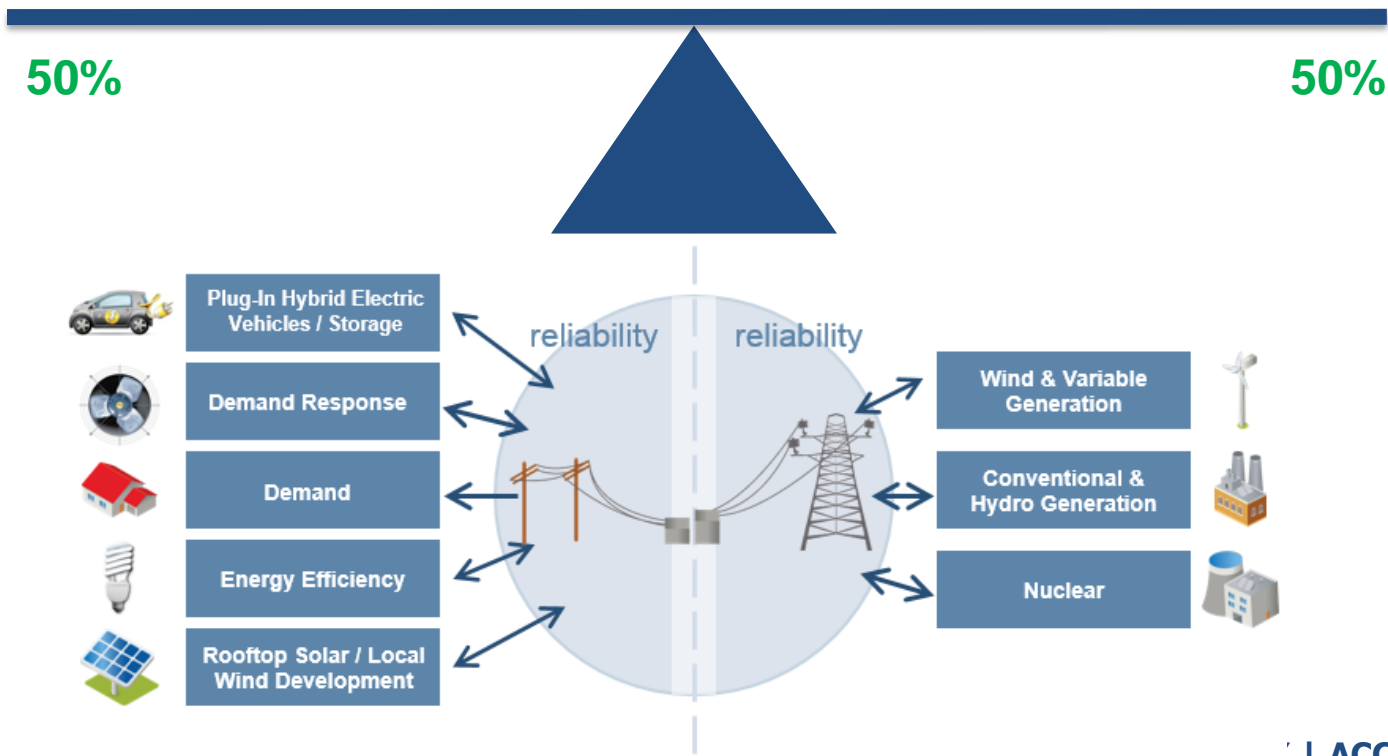 50%
50%
reliability
reliability
Plug-In Hybrid Electric
Vehicles / Storage
Demand Response
Demand
Energy Efficiency
Rooftop Solar / Local
Wind Development
Wind & Variable
Generation
Conventional &
Hydro Generation
Nuclear